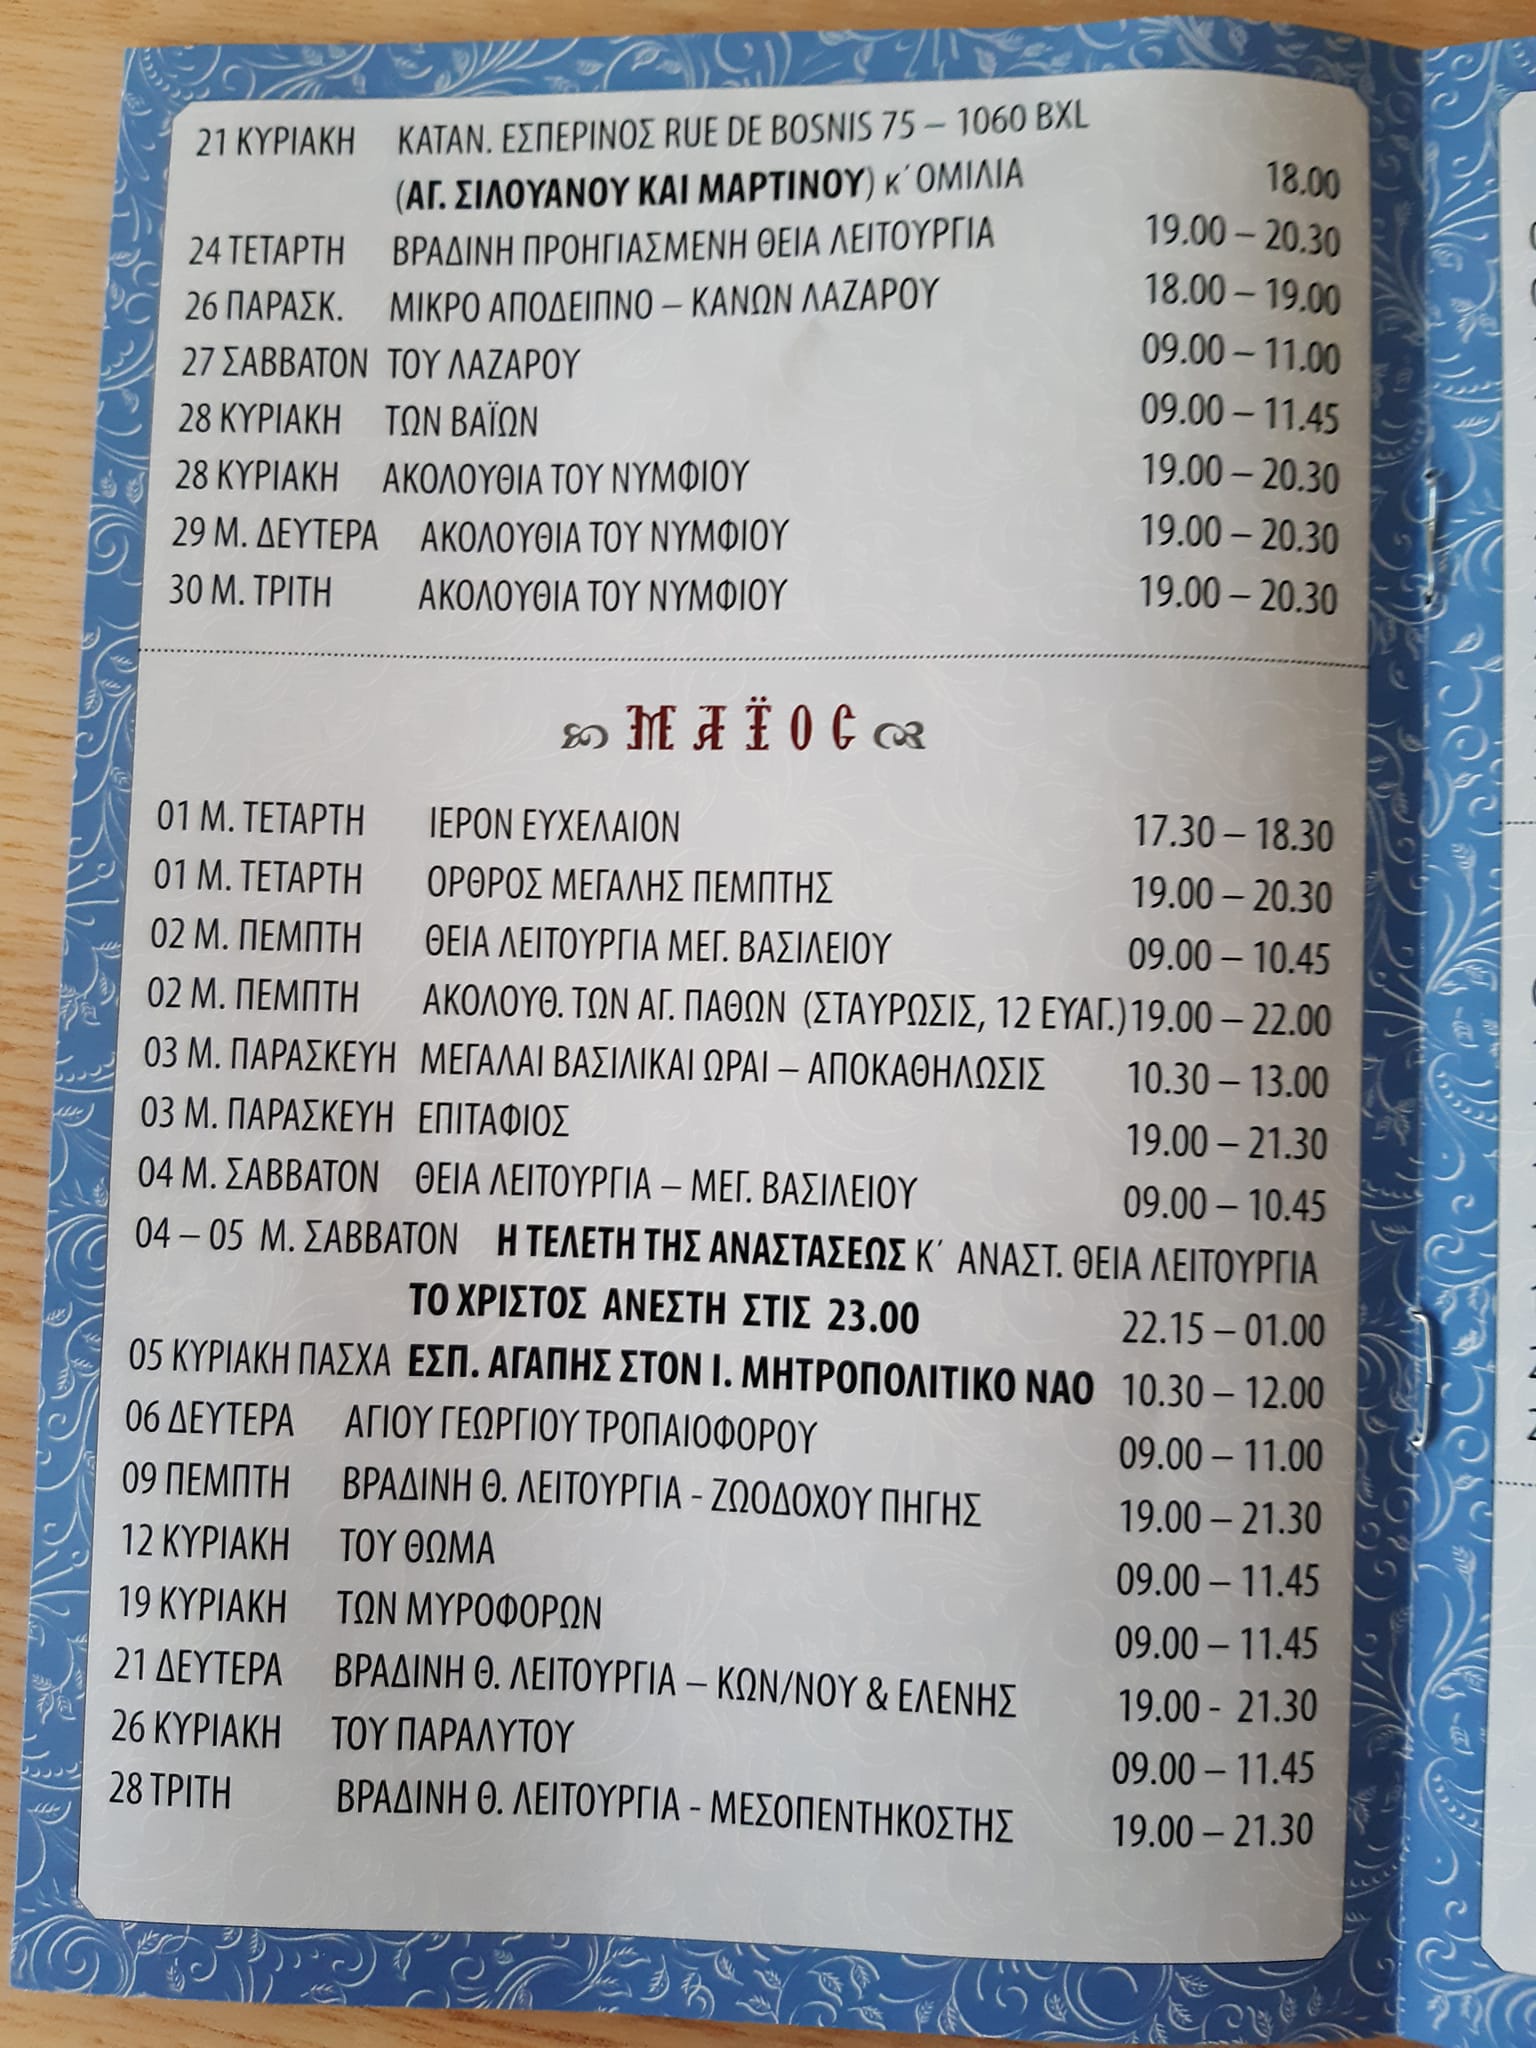 21 ΚΥΡΙΑΚΗ ΚΑΤΑΝ. ΕΣΠΕΡΙΝΟΣ RUE DE BOSNIS 75 – 1060 BXL
(ΑΓ. ΣΙΛΟΥΑΝΟΥ ΚΑΙ ΜΑΡΤΙΝΟΥ) κ΄ ΟΜΙΛΙΑ 18.00
24 ΤΕΤΑΡΤΗ ΒΡΑΔΙΝΗ ΠΡΟΗΓΙΑΣΜΕΝΗ ΘΕΙΑ ΛΕΙΤΟΥΡΓΙΑ 19.00 – 20.30
26 ΠΑΡΑΣΚ. ΜΙΚΡΟ ΑΠΟΔΕΙΠΝΟ – ΚΑΝΩΝ ΛΑΖΑΡΟΥ 18.00 – 19.00
27 ΣΑΒΒΑΤΟΝ ΤΟΥ ΛΑΖΑΡΟΥ 09.00 – 11.00
28 ΚΥΡΙΑΚΗ ΤΩΝ ΒΑΪΩΝ 09.00 – 11.45
28 ΚΥΡΙΑΚΗ ΑΚΟΛΟΥΘΙΑ ΤΟΥ ΝΥΜΦΙΟΥ 19.00 – 20.30
29 Μ. ΔΕΥΤΕΡΑ ΑΚΟΛΟΥΘΙΑ ΤΟΥ ΝΥΜΦΙΟΥ 19.00 – 20.30
30 Μ. ΤΡΙΤΗ ΑΚΟΛΟΥΘΙΑ ΤΟΥ ΝΥΜΦΙΟΥ 19.00 – 20.30
ΜΑΪΟС
01 Μ. ΤΕΤΑΡΤΗ ΙΕΡΟΝ ΕΥΧΕΛΑΙΟΝ 17.30 – 18.30
01 Μ. ΤΕΤΑΡΤΗ ΟΡΘΡΟΣ ΜΕΓΑΛΗΣ ΠΕΜΠΤΗΣ 19.00 – 20.30
02 Μ. ΠΕΜΠΤΗ ΘΕΙΑ ΛΕΙΤΟΥΡΓΙΑ ΜΕΓ. ΒΑΣΙΛΕΙΟΥ 09.00 – 10.45
02 Μ. ΠΕΜΠΤΗ ΑΚΟΛΟΥΘ. ΤΩΝ ΑΓ. ΠΑΘΩΝ (ΣΤΑΥΡΩΣΙΣ, 12 ΕΥΑΓ.) 19.00 – 22.00
03 Μ. ΠΑΡΑΣΚΕΥΗ ΜΕΓΑΛΑΙ ΒΑΣΙΛΙΚΑΙ ΩΡΑΙ – ΑΠΟΚΑΘΗΛΩΣΙΣ 10.30 – 13.00
03 Μ. ΠΑΡΑΣΚΕΥΗ ΕΠΙΤΑΦΙΟΣ 19.00 – 21.30
04 Μ. ΣΑΒΒΑΤΟΝ ΘΕΙΑ ΛΕΙΤΟΥΡΓΙΑ – ΜΕΓ. ΒΑΣΙΛΕΙΟΥ 09.00 – 10.45
04 – 05 Μ. ΣΑΒΒΑΤΟΝ Η ΤΕΛΕΤΗ ΤΗΣ ΑΝΑΣΤΑΣΕΩΣ Κ΄ ΑΝΑΣΤ. ΘΕΙΑ ΛΕΙΤΟΥΡΓΙΑ
ΤΟ ΧΡΙΣΤΟΣ ΑΝΕΣΤΗ ΣΤΙΣ 23.00 22.15 – 01.00
05 ΚΥΡΙΑΚΗ ΠΑΣΧΑ ΕΣΠ. ΑΓΑΠΗΣ ΣΤΟΝ Ι. ΜΗΤΡΟΠΟΛΙΤΙΚΟ ΝΑΟ 10.30 – 12.00
06 ΔΕΥΤΕΡΑ ΑΓΙΟΥ ΓΕΩΡΓΙΟΥ ΤΡΟΠΑΙΟΦΟΡΟΥ 09.00 – 11.00
09 ΠΕΜΠΤΗ ΒΡΑΔΙΝΗ Θ. ΛΕΙΤΟΥΡΓΙΑ - ΖΩΟΔΟΧΟΥ ΠΗΓΗΣ 19.00 – 21.30
12 ΚΥΡΙΑΚΗ ΤΟΥ ΘΩΜΑ 09.00 – 11.45
19 ΚΥΡΙΑΚΗ ΤΩΝ ΜΥΡΟΦΟΡΩΝ 09.00 – 11.45
21 ΔΕΥΤΕΡΑ ΒΡΑΔΙΝΗ Θ. ΛΕΙΤΟΥΡΓΙΑ – ΚΩΝ/ΝΟΥ & ΕΛΕΝΗΣ 19.00 - 21.30
26 ΚΥΡΙΑΚΗ ΤΟΥ ΠΑΡΑΛΥΤΟΥ 09.00 – 11.45
28 ΤΡΙΤΗ ΒΡΑΔΙΝΗ Θ. ΛΕΙΤΟΥΡΓΙΑ - ΜΕΣΟΠΕΝΤΗΚΟΣΤΗΣ 19.00 – 21.30